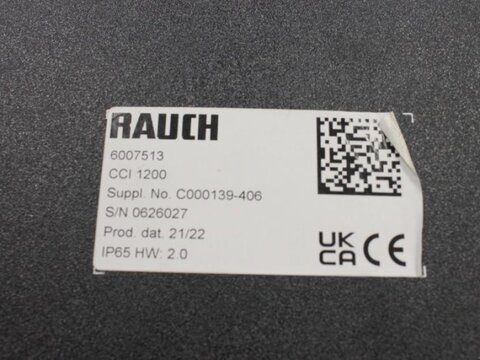 RAUCH
6007513
CCI 1200
Suppl. No. C000139-406
S/N 0626027
Prod. dat. 21/22
IP65 HW: 2.0
UK
CA CE